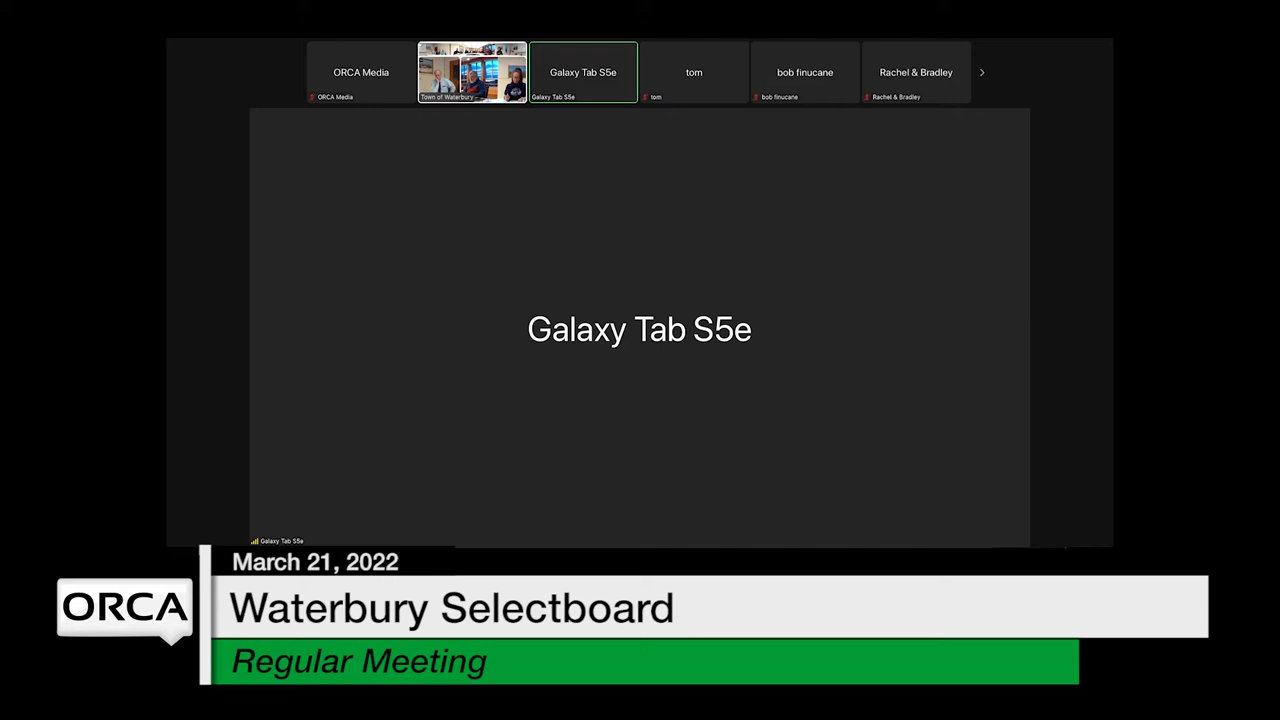 ORCA Media
Galaxy Tab S5e
tom
bob finucane
Rachel & Bradley
ORCA Media
Town of Waterbury
Galaxy Tab S5e
tom
bob finucane
Rachel & Bradley
Galaxy Tab S5e
Galaxy Tab S5e
March 21, 2022
ORCA
Waterbury Selectboard
Regular Meeting